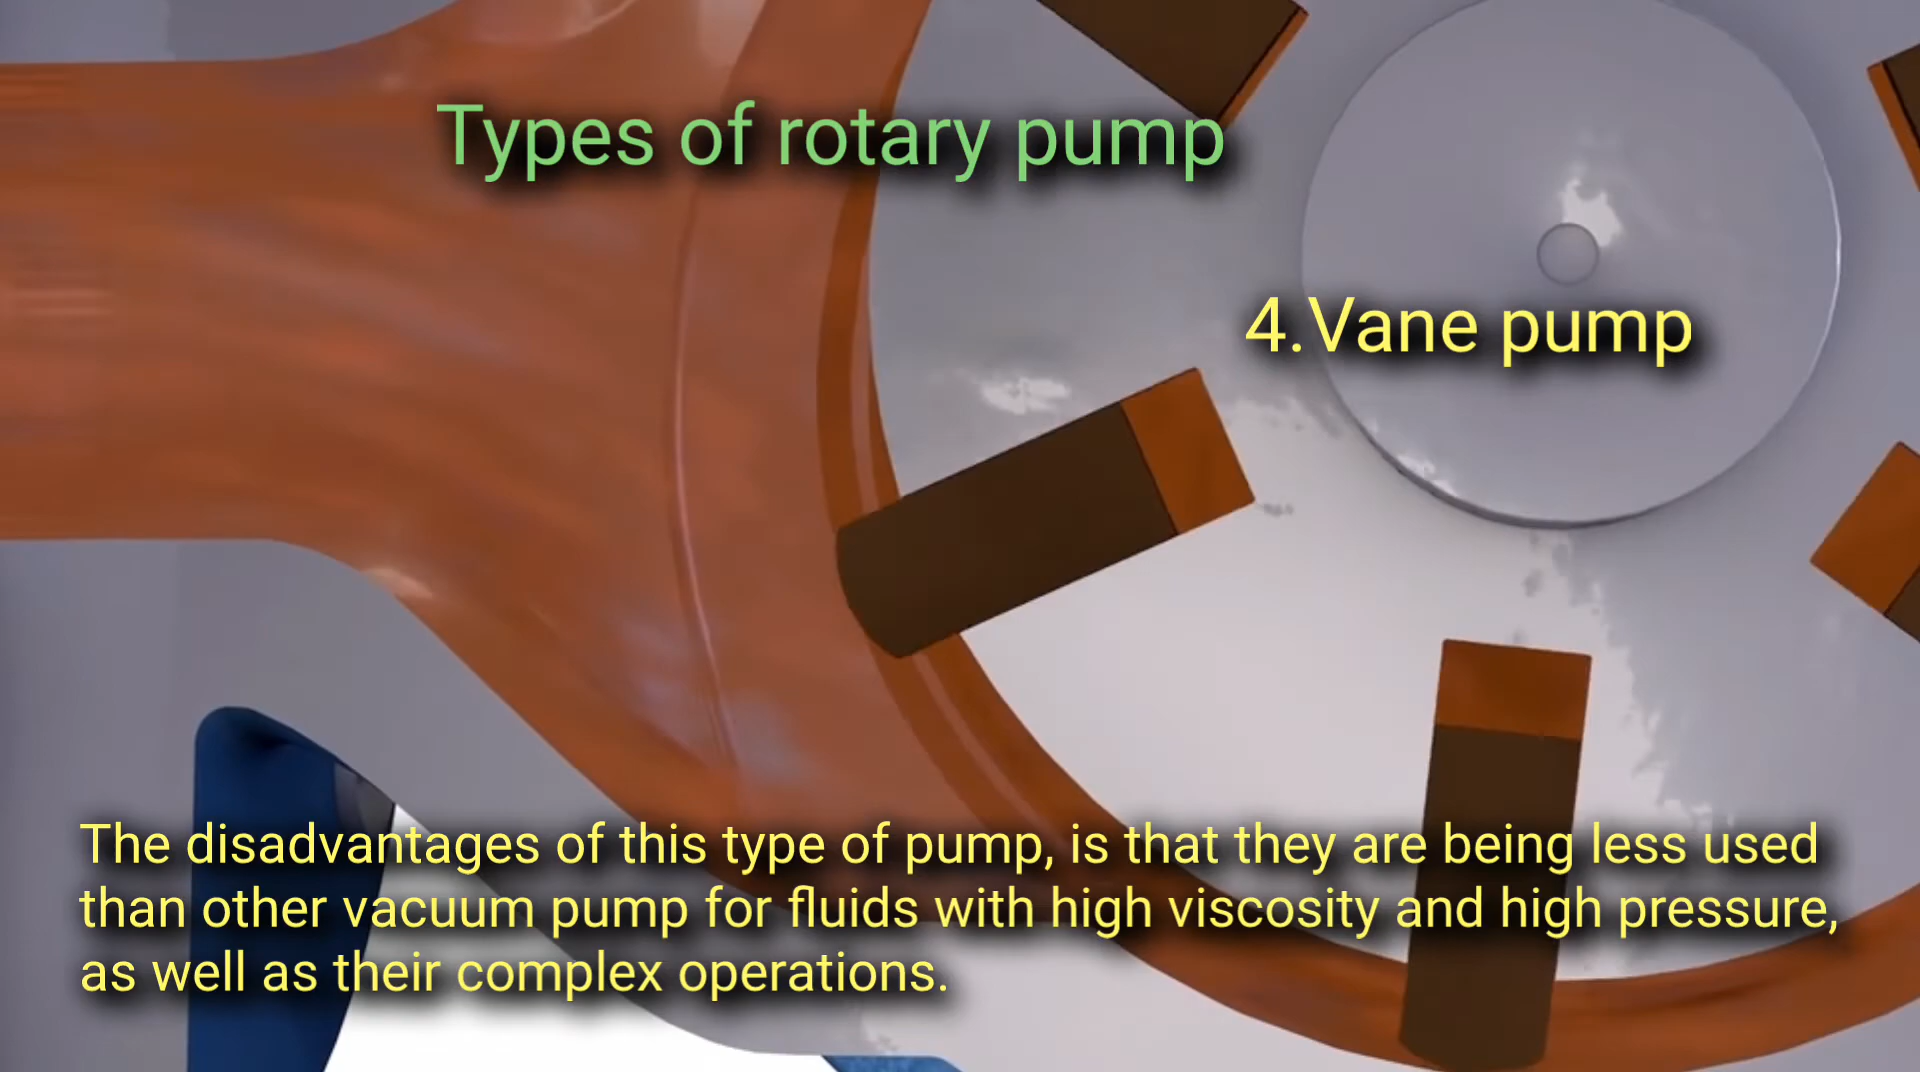 Types of rotary pump
4.Vane pump
The disadvantages of this type of pump, is that they are being less used
than other vacuum pump for fluids with high viscosity and high pressure,
as well as their complex operations.